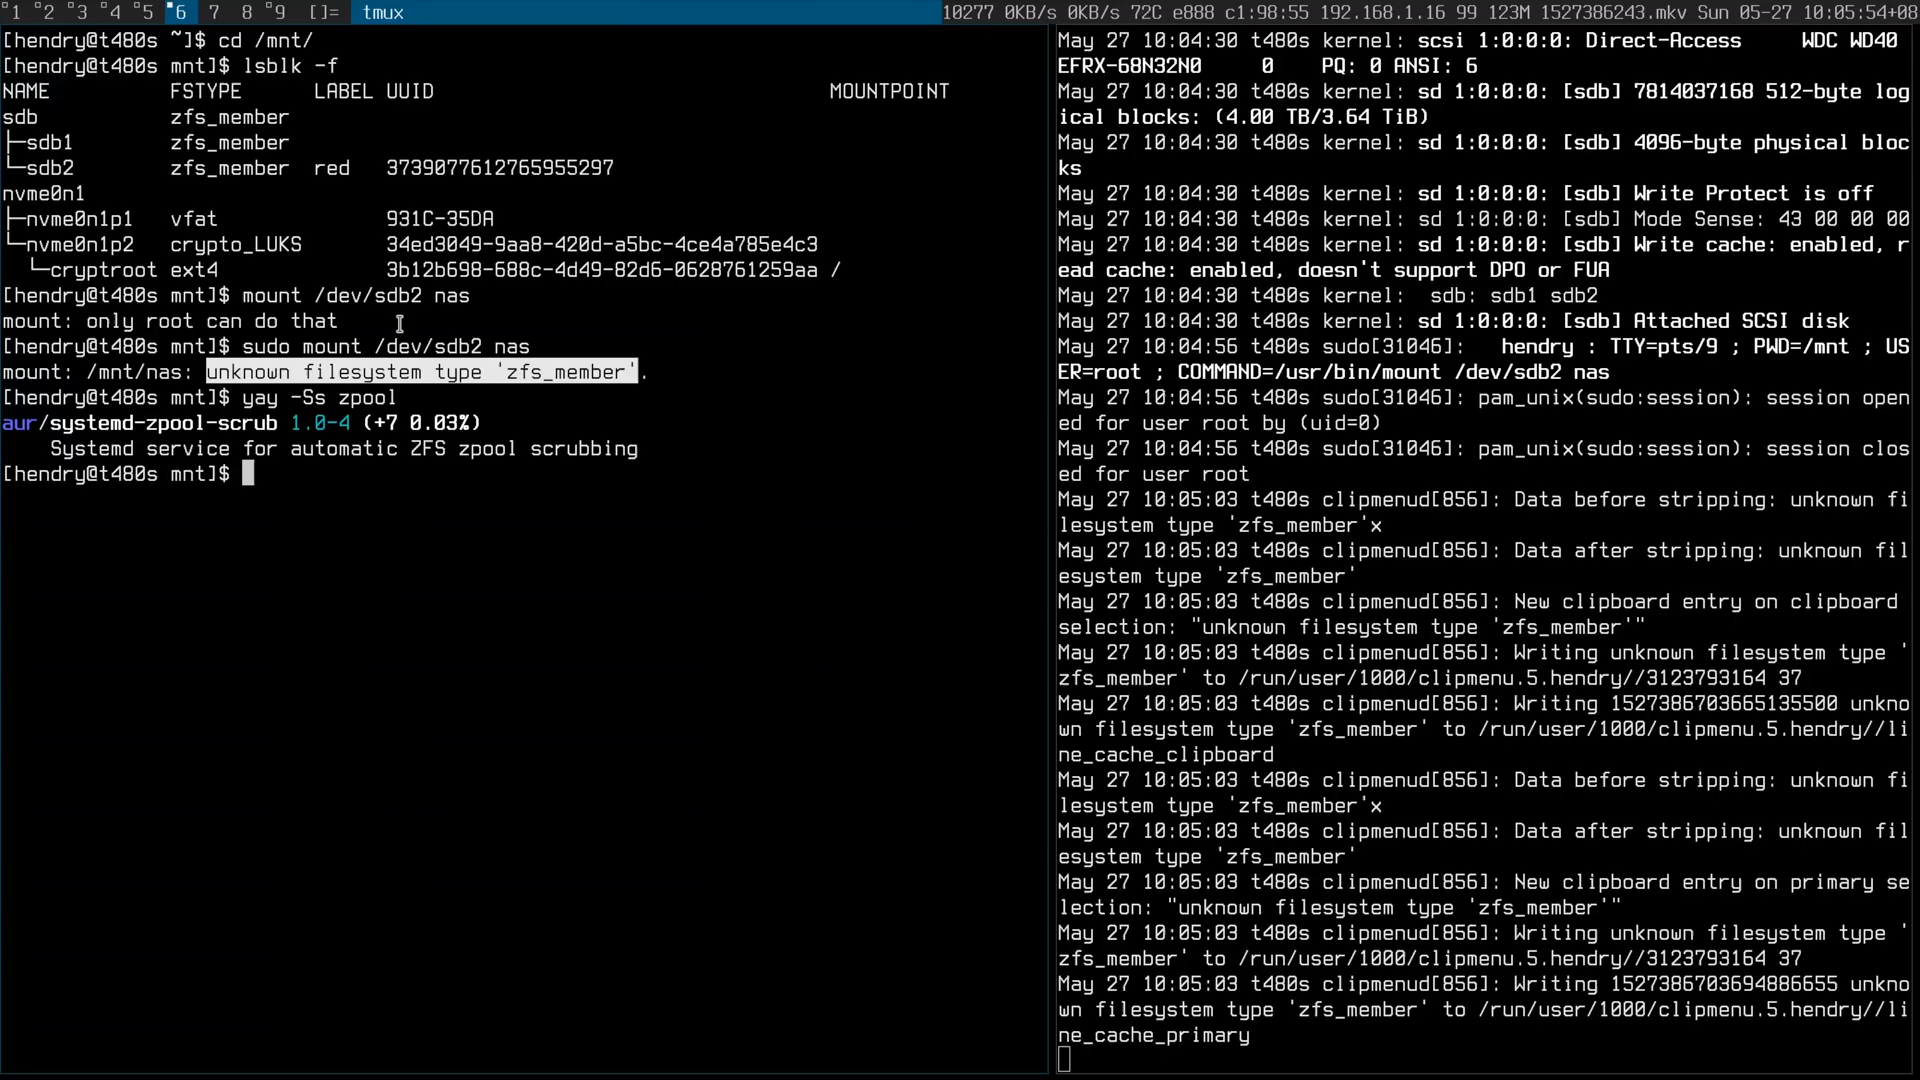 1 2 3 4 5 6 7 8 9 []= tmux 10277 0KB/s 0KB/s 72C e888 c1:98:55 192.168.1.16 99 123M 1527386243.mkv Sun 05-27 10:05:54+08
[hendry@t480s ~]$ cd /mnt/
[hendry@t480s mnt]$ lsblk -f
NAME FSTYPE LABEL UUID MOUNTPOINT
sdb zfs_member
├─sdb1 zfs_member
└─sdb2 zfs_member red 3739077612765955297
nvme0n1
├─nvme0n1p1 vfat 931C-35DA
└─nvme0n1p2 crypto_LUKS 34ed3049-9aa8-420d-a5bc-4ce4a785e4c3
└─cryptroot ext4 3b12b698-688c-4d49-82d6-0628761259aa /
[hendry@t480s mnt]$ mount /dev/sdb2 nas
mount: only root can do that
[hendry@t480s mnt]$ sudo mount /dev/sdb2 nas
mount: /mnt/nas: unknown filesystem type 'zfs_member'.
[hendry@t480s mnt]$ yay -Ss zpool
aur/systemd-zpool-scrub 1.0-4 (+7 0.03%)
Systemd service for automatic ZFS zpool scrubbing
[hendry@t480s mnt]$
May 27 10:04:30 t480s kernel: scsi 1:0:0:0: Direct-Access WDC WD40
EFRX-68N32N0 0 PQ: 0 ANSI: 6
May 27 10:04:30 t480s kernel: sd 1:0:0:0: [sdb] 7814037168 512-byte log
ical blocks: (4.00 TB/3.64 TiB)
May 27 10:04:30 t480s kernel: sd 1:0:0:0: [sdb] 4096-byte physical bloc
ks
May 27 10:04:30 t480s kernel: sd 1:0:0:0: [sdb] Write Protect is off
May 27 10:04:30 t480s kernel: sd 1:0:0:0: [sdb] Mode Sense: 43 00 00 00
May 27 10:04:30 t480s kernel: sd 1:0:0:0: [sdb] Write cache: enabled, r
ead cache: enabled, doesn't support DPO or FUA
May 27 10:04:30 t480s kernel: sdb: sdb1 sdb2
May 27 10:04:30 t480s kernel: sd 1:0:0:0: [sdb] Attached SCSI disk
May 27 10:04:56 t480s sudo[31046]: hendry : TTY=pts/9 ; PWD=/mnt ; US
ER=root ; COMMAND=/usr/bin/mount /dev/sdb2 nas
May 27 10:04:56 t480s sudo[31046]: pam_unix(sudo:session): session open
ed for user root by (uid=0)
May 27 10:04:56 t480s sudo[31046]: pam_unix(sudo:session): session clos
ed for user root
May 27 10:05:03 t480s clipmenud[856]: Data before stripping: unknown fi
lesystem type 'zfs_member'x
May 27 10:05:03 t480s clipmenud[856]: Data after stripping: unknown fil
esystem type 'zfs_member'
May 27 10:05:03 t480s clipmenud[856]: New clipboard entry on clipboard
selection: "unknown filesystem type 'zfs_member'"
May 27 10:05:03 t480s clipmenud[856]: Writing unknown filesystem type '
zfs_member' to /run/user/1000/clipmenu.5.hendry//3123793164 37
May 27 10:05:03 t480s clipmenud[856]: Writing 1527386703665135500 unkno
wn filesystem type 'zfs_member' to /run/user/1000/clipmenu.5.hendry//li
ne_cache_clipboard
May 27 10:05:03 t480s clipmenud[856]: Data before stripping: unknown fi
lesystem type 'zfs_member'x
May 27 10:05:03 t480s clipmenud[856]: Data after stripping: unknown fil
esystem type 'zfs_member'
May 27 10:05:03 t480s clipmenud[856]: New clipboard entry on primary se
lection: "unknown filesystem type 'zfs_member'"
May 27 10:05:03 t480s clipmenud[856]: Writing unknown filesystem type '
zfs_member' to /run/user/1000/clipmenu.5.hendry//3123793164 37
May 27 10:05:03 t480s clipmenud[856]: Writing 1527386703694886655 unkno
wn filesystem type 'zfs_member' to /run/user/1000/clipmenu.5.hendry//li
ne_cache_primary